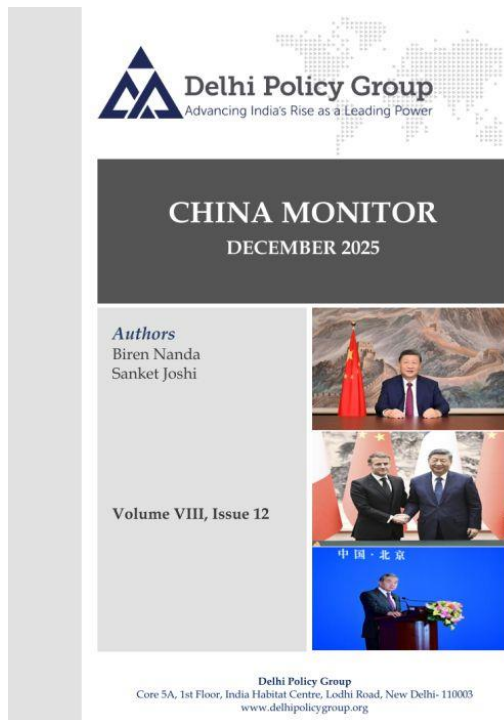 Delhi Policy Group
Advancing India's Rise as a Leading Power
CHINA MONITOR
DECEMBER 2025
Authors
Biren Nanda
Sanket Joshi
Volume VIII, Issue 12
中国·北京
Delhi Policy Group
Core 5A, 1st Floor, India Habitat Centre, Lodhi Road, New Delhi- 110003
www.delhipolicygroup.org